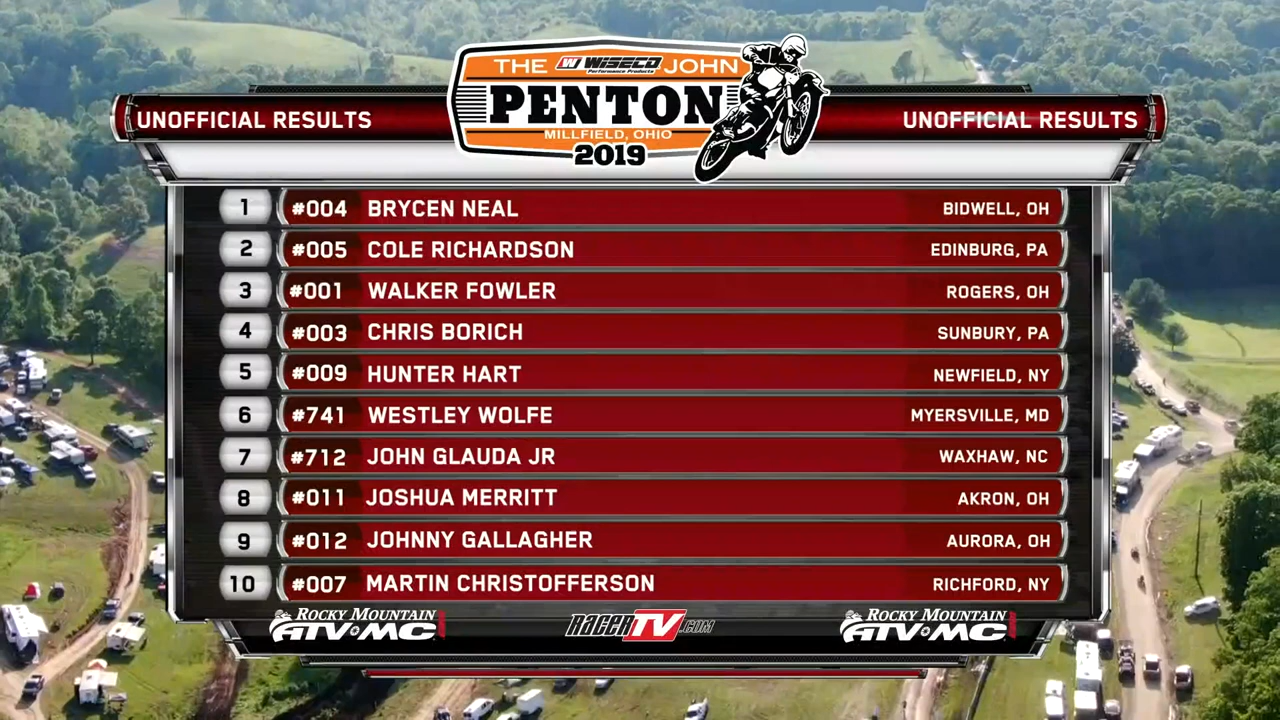 THE WISECO JOHN
Performance Products
PENTON
MILLFIELD, OHIO
2019
UNOFFICIAL RESULTS UNOFFICIAL RESULTS
1 #004 BRYCEN NEAL BIDWELL, OH
2 #005 COLE RICHARDSON EDINBURG, PA
3 #001 WALKER FOWLER ROGERS, OH
4 #003 CHRIS BORICH SUNBURY, PA
5 #009 HUNTER HART NEWFIELD, NY
6 #741 WESTLEY WOLFE MYERSVILLE, MD
7 #712 JOHN GLAUDA JR WAXHAW, NC
8 #011 JOSHUA MERRITT AKRON, OH
9 #012 JOHNNY GALLAGHER AURORA, OH
10 #007 MARTIN CHRISTOFFERSON RICHFORD, NY
ROCKY MOUNTAIN ATV MC RACERTV.COM ROCKY MOUNTAIN ATV MC